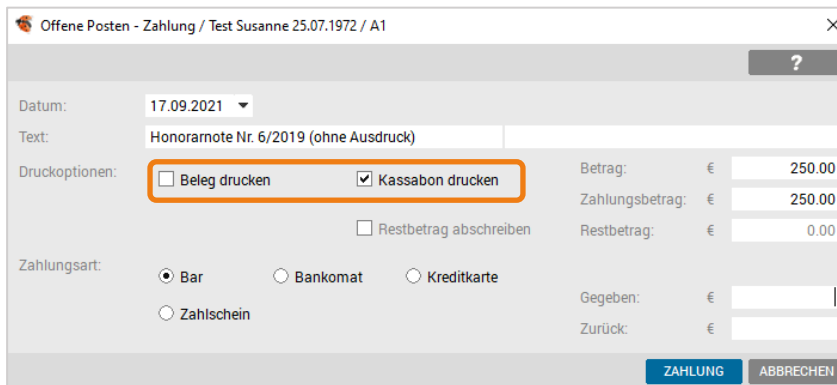 Offene Posten - Zahlung / Test Susanne 25.07.1972 / A1
?
Datum: 17.09.2021
Text: Honorarnote Nr. 6/2019 (ohne Ausdruck)
Druckoptionen: Beleg drucken Kassabon drucken Betrag: € 250.00
Zahlungsbetrag: € 250.00
Restbetrag abschreiben Restbetrag: € 0.00
Zahlungsart: Bar Bankomat Kreditkarte
Gegeben: €
Zahlschein
Zurück: €
ZAHLUNG ABBRECHEN